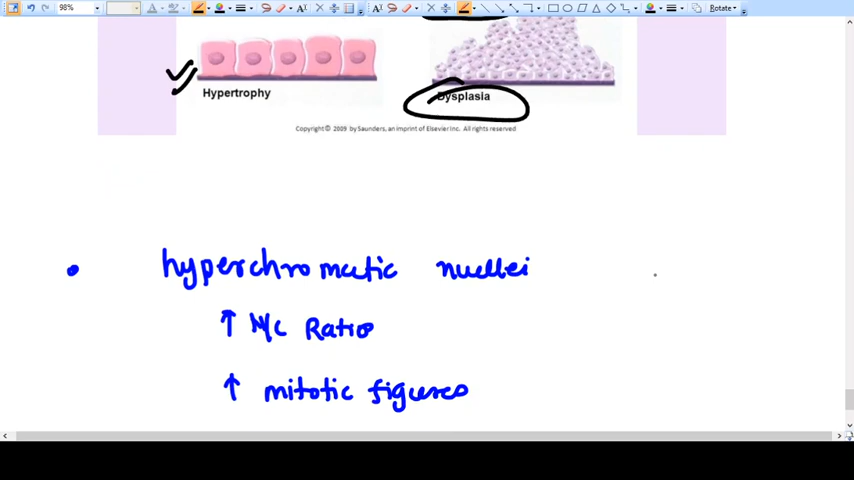 98%
Rotate
Hypertrophy
Dysplasia
Copyright © 2009 by Saunders, an imprint of Elsevier Inc. All rights reserved
hyperchromatic nuclei
↑ N/C Ratio
↑ mitotic figures